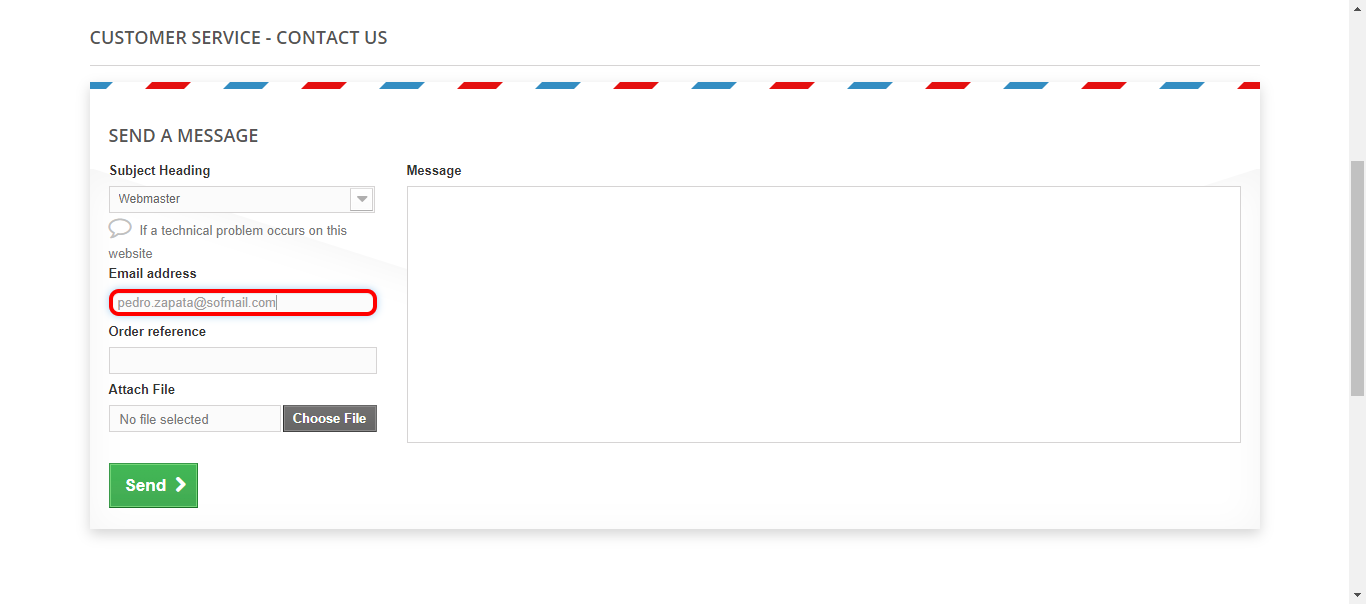 CUSTOMER SERVICE - CONTACT US
SEND A MESSAGE
Subject Heading
Webmaster
If a technical problem occurs on this
website
Email address
pedro.zapata@sofmail.com
Order reference
Attach File
No file selected
Choose File
Send
Message